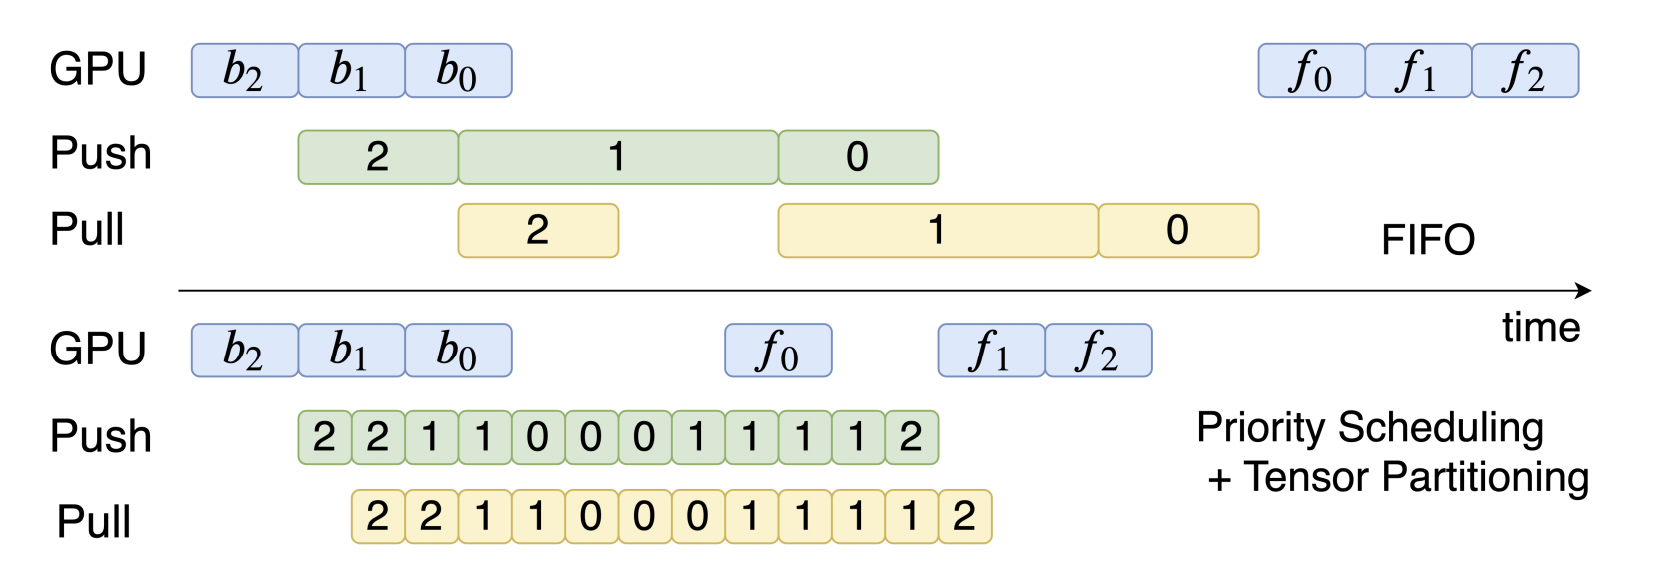 GPU b₂ b₁ b₀ f₀ f₁ f₂
Push 2 1 0
Pull 2 1 0 FIFO
time
GPU b₂ b₁ b₀ f₀ f₁ f₂
Push 2 2 1 1 0 0 0 1 1 1 1 2
Priority Scheduling
+ Tensor Partitioning
Pull 2 2 1 1 0 0 0 1 1 1 1 2